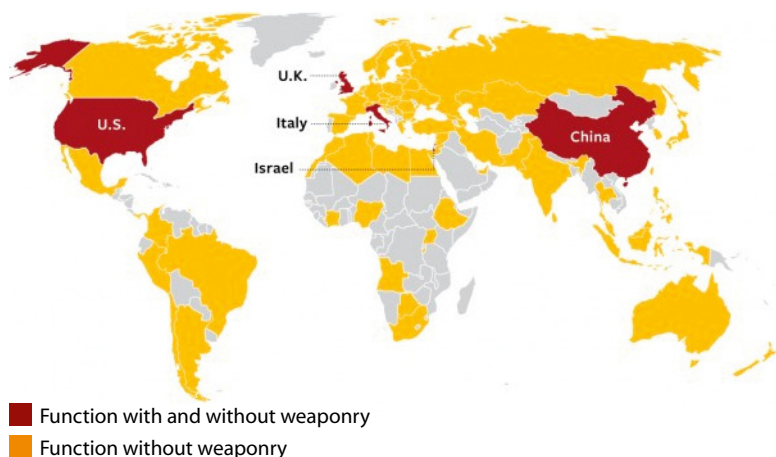 U.K.
U.S.
Italy
China
Israel
Function with and without weaponry
Function without weaponry